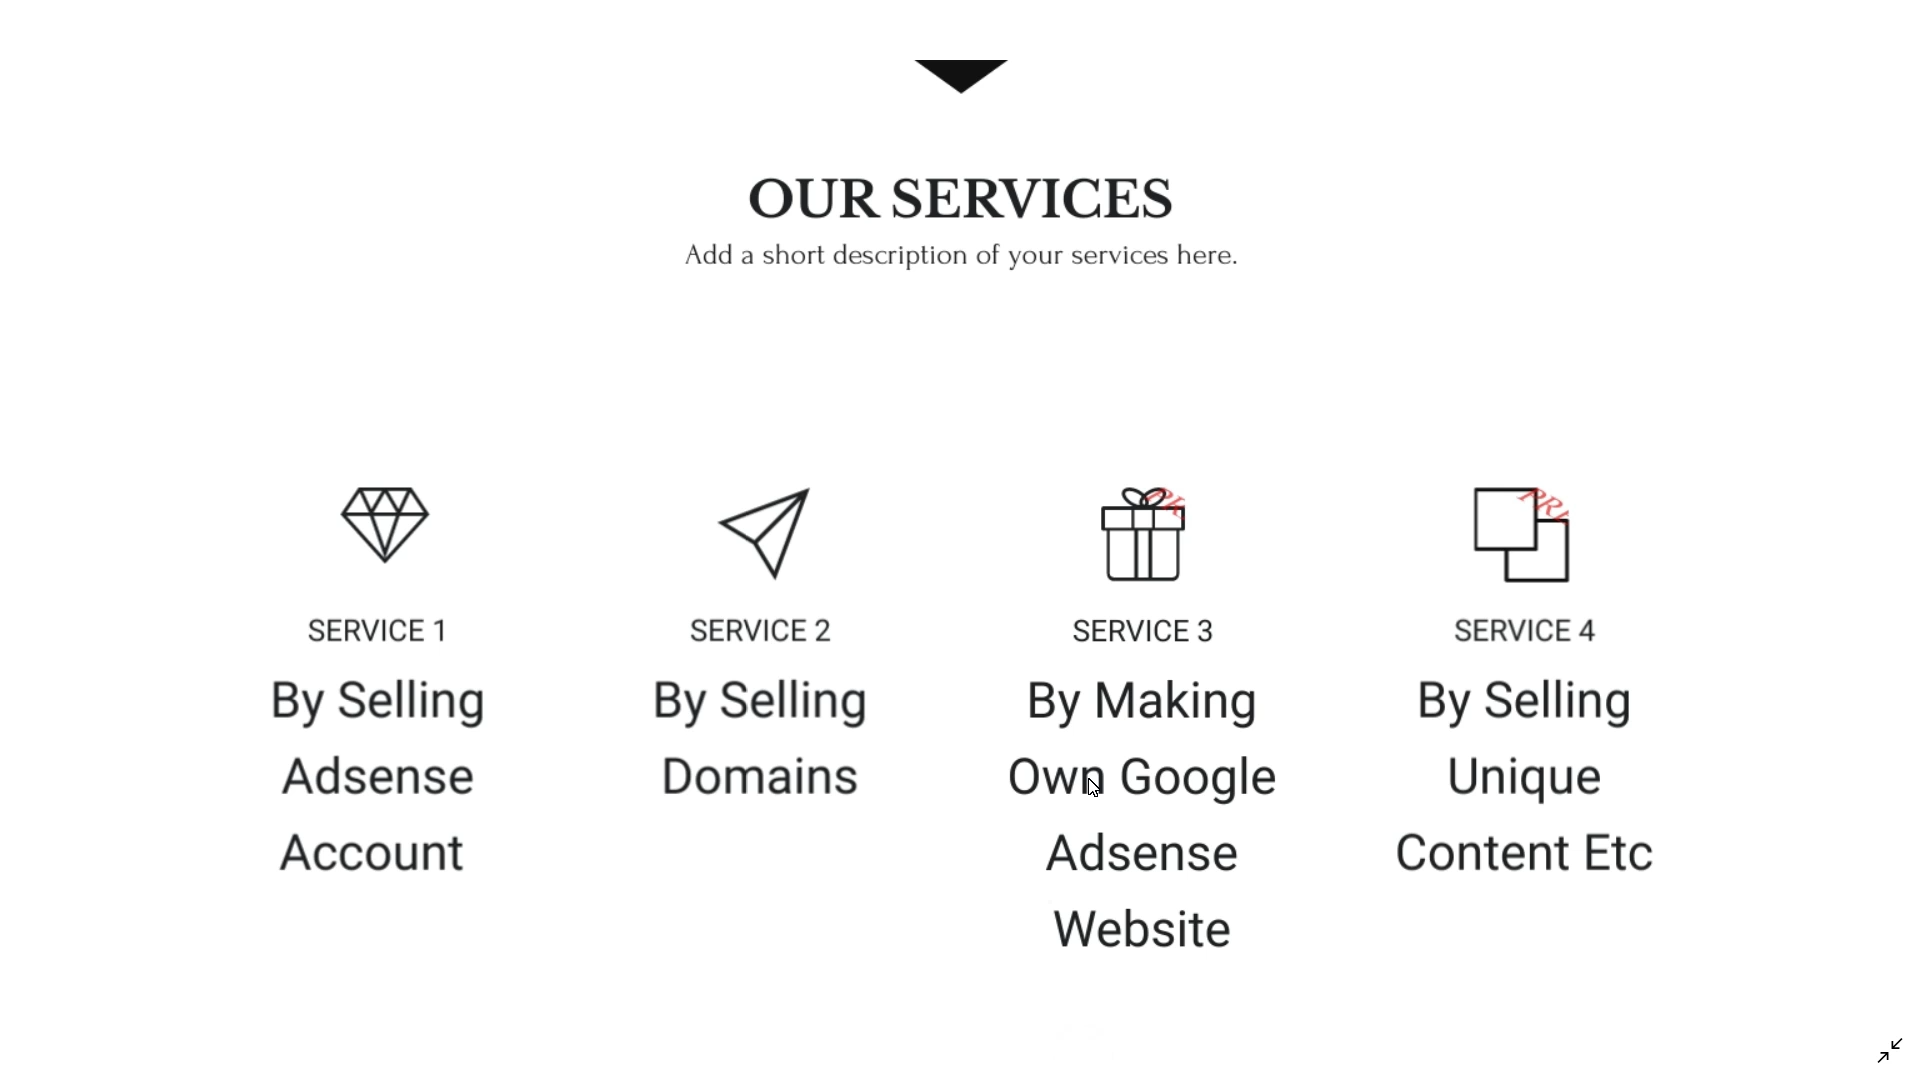 OUR SERVICES
Add a short description of your services here.
SERVICE 1
By Selling
Adsense
Account
SERVICE 2
By Selling
Domains
SERVICE 3
By Making
Own Google
Adsense
Website
SERVICE 4
By Selling
Unique
Content Etc